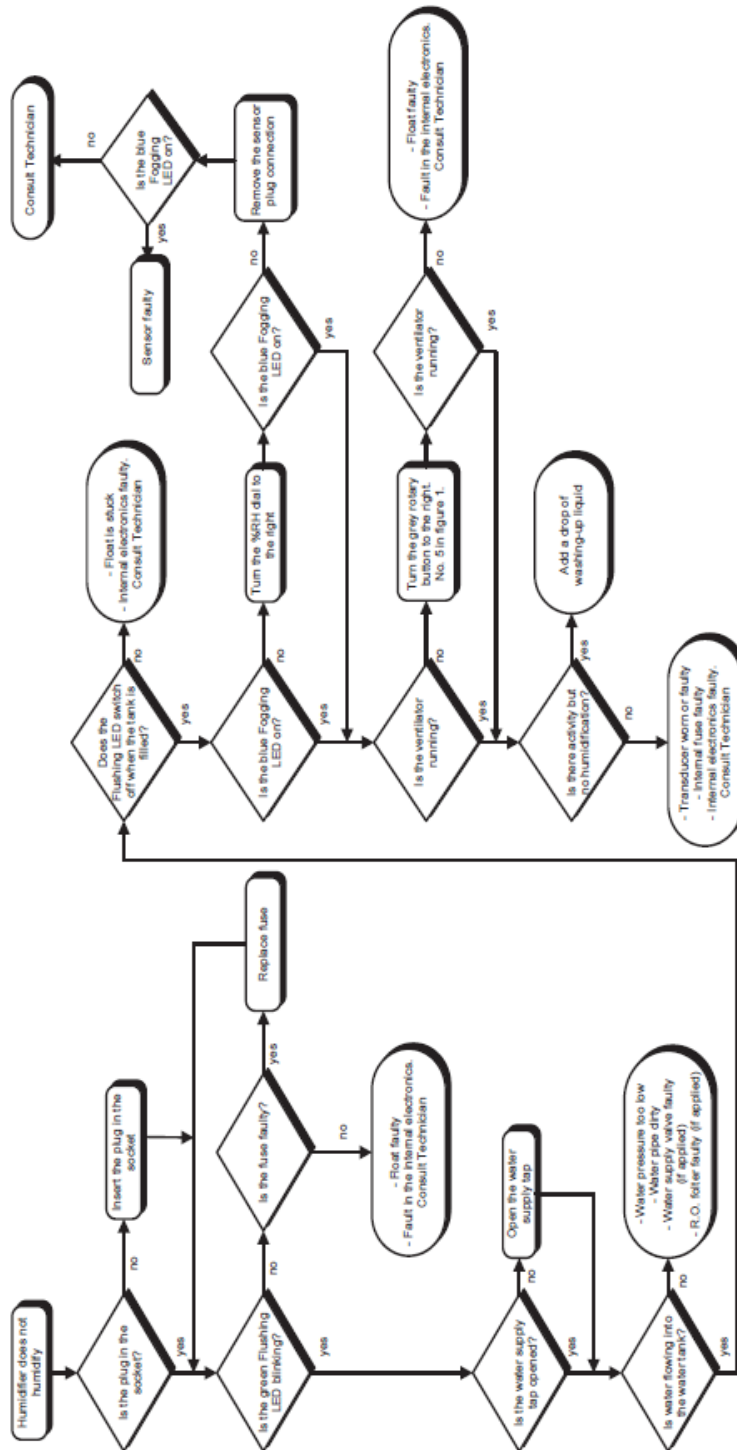 Humidifier does not
humidify
Is the plug in the
socket?
no
Insert the plug in the
socket
yes
Is the green Flushing
LED blinking?
no
Is the fuse faulty?
yes
Replace fuse
no
- Float faulty
- Fault in the internal electronics.
Consult Technician
yes
Is the water supply
tap opened?
no
Open the water
supply tap
yes
Is water flowing into
the water tank?
no
- Water pressure too low
- Water pipe dirty
- Water supply valve faulty
(if applied)
- R.O. folter faulty (if applied)
yes
Does the
Flushing LED switch
off when the tank is
filled?
no
- Float is stuck
- Internal electronics faulty.
Consult Technician
yes
Is the blue Fogging
LED on?
no
Turn the %RH dial to
the right
Is the blue Fogging
LED on?
no
Remove the sensor
plug connection
Is the blue
Fogging
LED on?
no
Consult Technician
yes
Sensor faulty
yes
yes
Is the ventilator
running?
no
Turn the grey rotary
button to the right.
No. 5 in figure 1.
Is the ventilator
running?
no
- Float faulty
- Fault in the internal electronics.
Consult Technician
yes
yes
Is there activity but
no humidification?
yes
Add a drop of
washing-up liquid
no
- Transducer worn or faulty
- Internal fuse faulty
- Internal electronics faulty.
Consult Technician